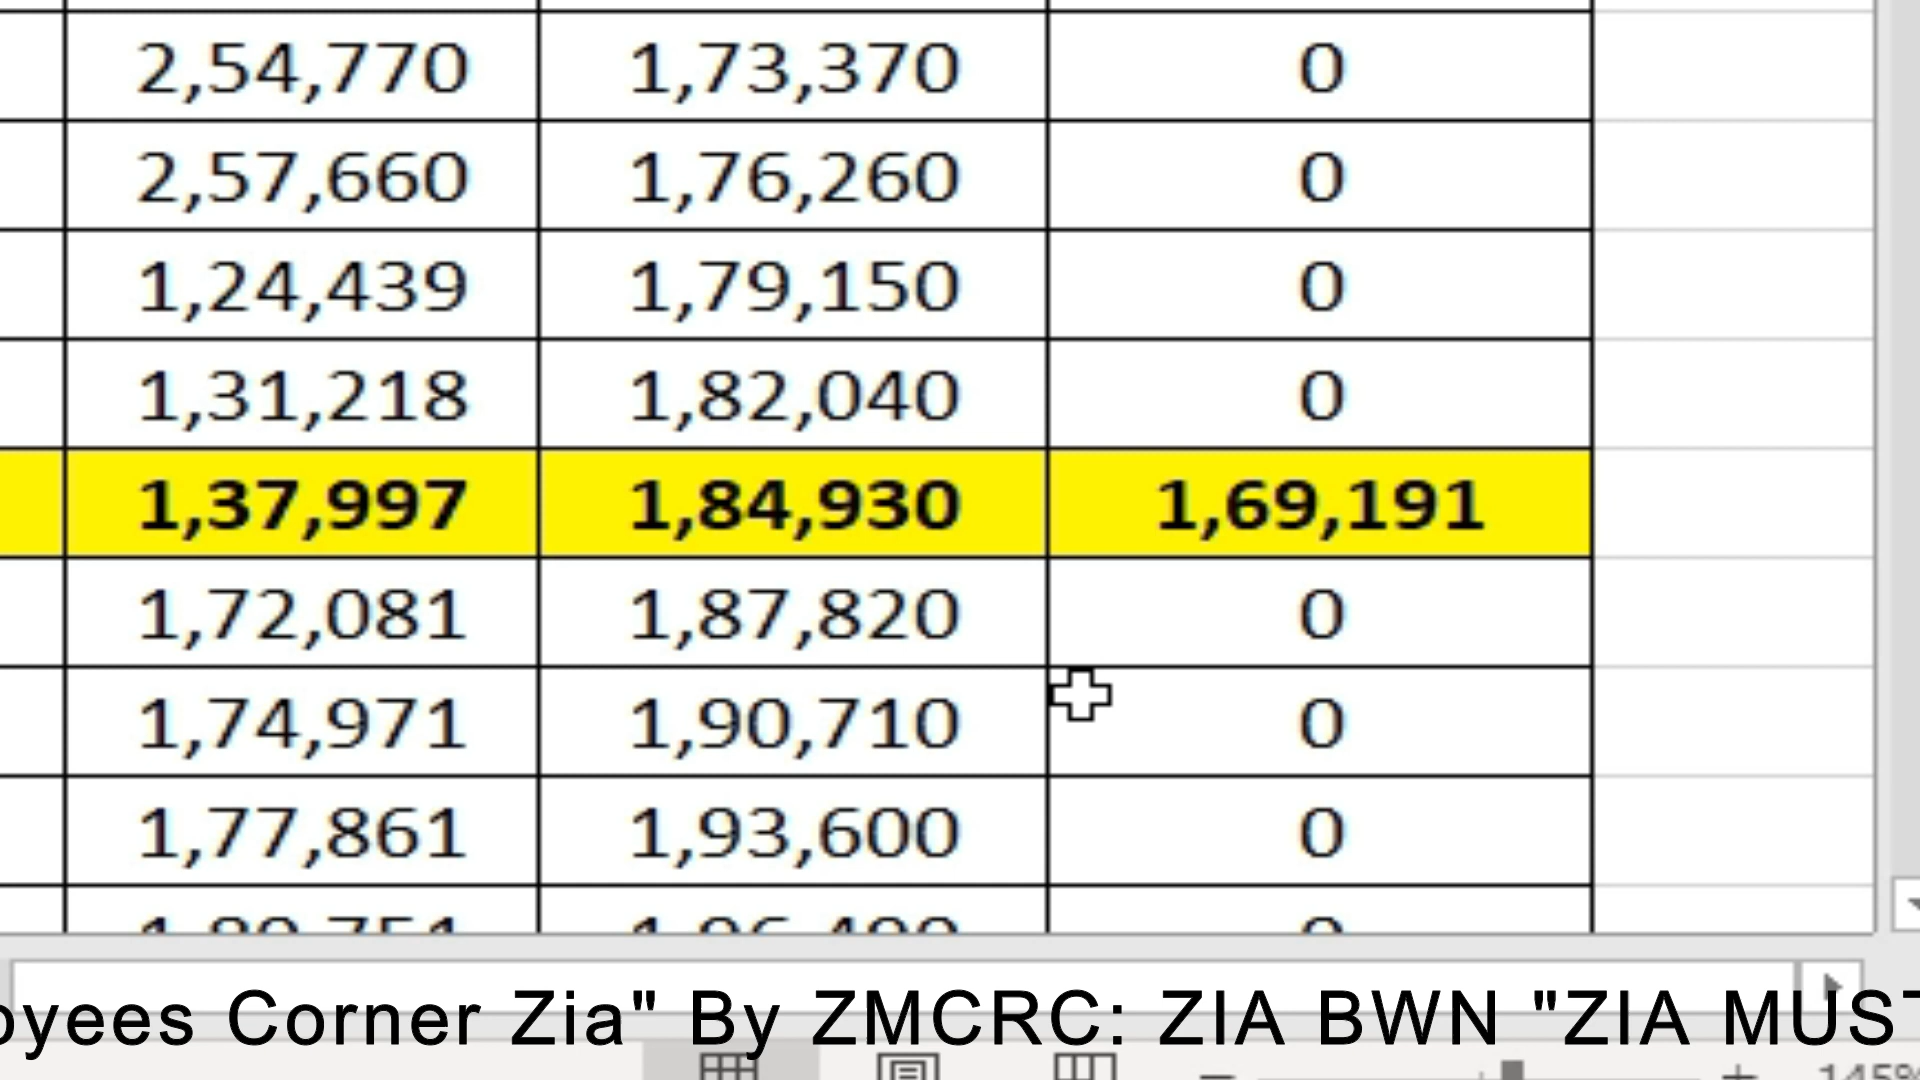 2,54,770 1,73,370 0
2,57,660 1,76,260 0
1,24,439 1,79,150 0
1,31,218 1,82,040 0
1,37,997 1,84,930 1,69,191
1,72,081 1,87,820 0
1,74,971 1,90,710 0
1,77,861 1,93,600 0
oyees Corner Zia" By ZMCRC: ZIA BWN "ZIA MUST